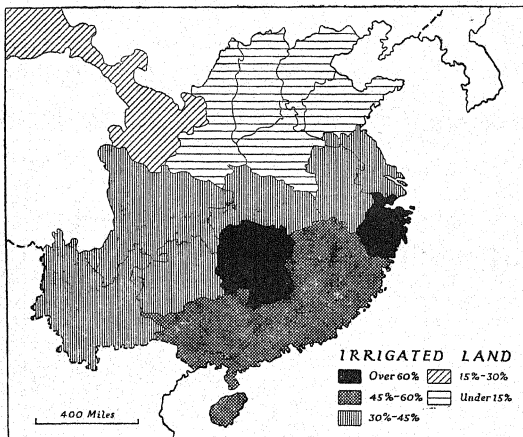 IRRIGATED LAND
Over 60%
15%-30%
45%-60%
Under 15%
30%-45%
400 Miles